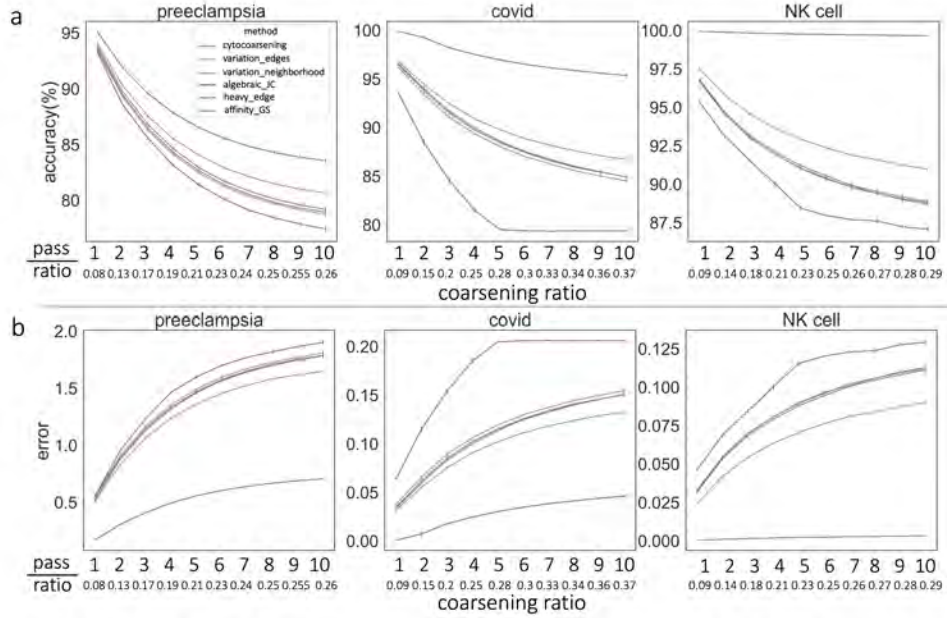 a
preeclampsia
covid
NK cell
95
90
85
80
accuracy(%)
method
cytocoarsening
variation_edges
variation_neighborhood
algebraic_JC
heavy_edge
affinity_GS
100
95
90
85
80
100.0
97.5
95.0
92.5
90.0
87.5
pass 1 2 3 4 5 6 7 8 9 10
ratio 0.08 0.13 0.17 0.19 0.21 0.23 0.24 0.25 0.255 0.26
1 2 3 4 5 6 7 8 9 10
0.09 0.15 0.2 0.25 0.28 0.3 0.33 0.34 0.36 0.37
1 2 3 4 5 6 7 8 9 10
0.09 0.14 0.18 0.21 0.23 0.25 0.26 0.27 0.28 0.29
coarsening ratio
b
preeclampsia
covid
NK cell
2.0
1.5
1.0
0.5
error
0.20
0.15
0.10
0.05
0.00
0.125
0.100
0.075
0.050
0.025
0.000
pass 1 2 3 4 5 6 7 8 9 10
ratio 0.08 0.13 0.17 0.19 0.21 0.23 0.24 0.25 0.255 0.26
1 2 3 4 5 6 7 8 9 10
0.09 0.15 0.2 0.25 0.28 0.3 0.33 0.34 0.36 0.37
1 2 3 4 5 6 7 8 9 10
0.09 0.14 0.18 0.21 0.23 0.25 0.26 0.27 0.28 0.29
coarsening ratio